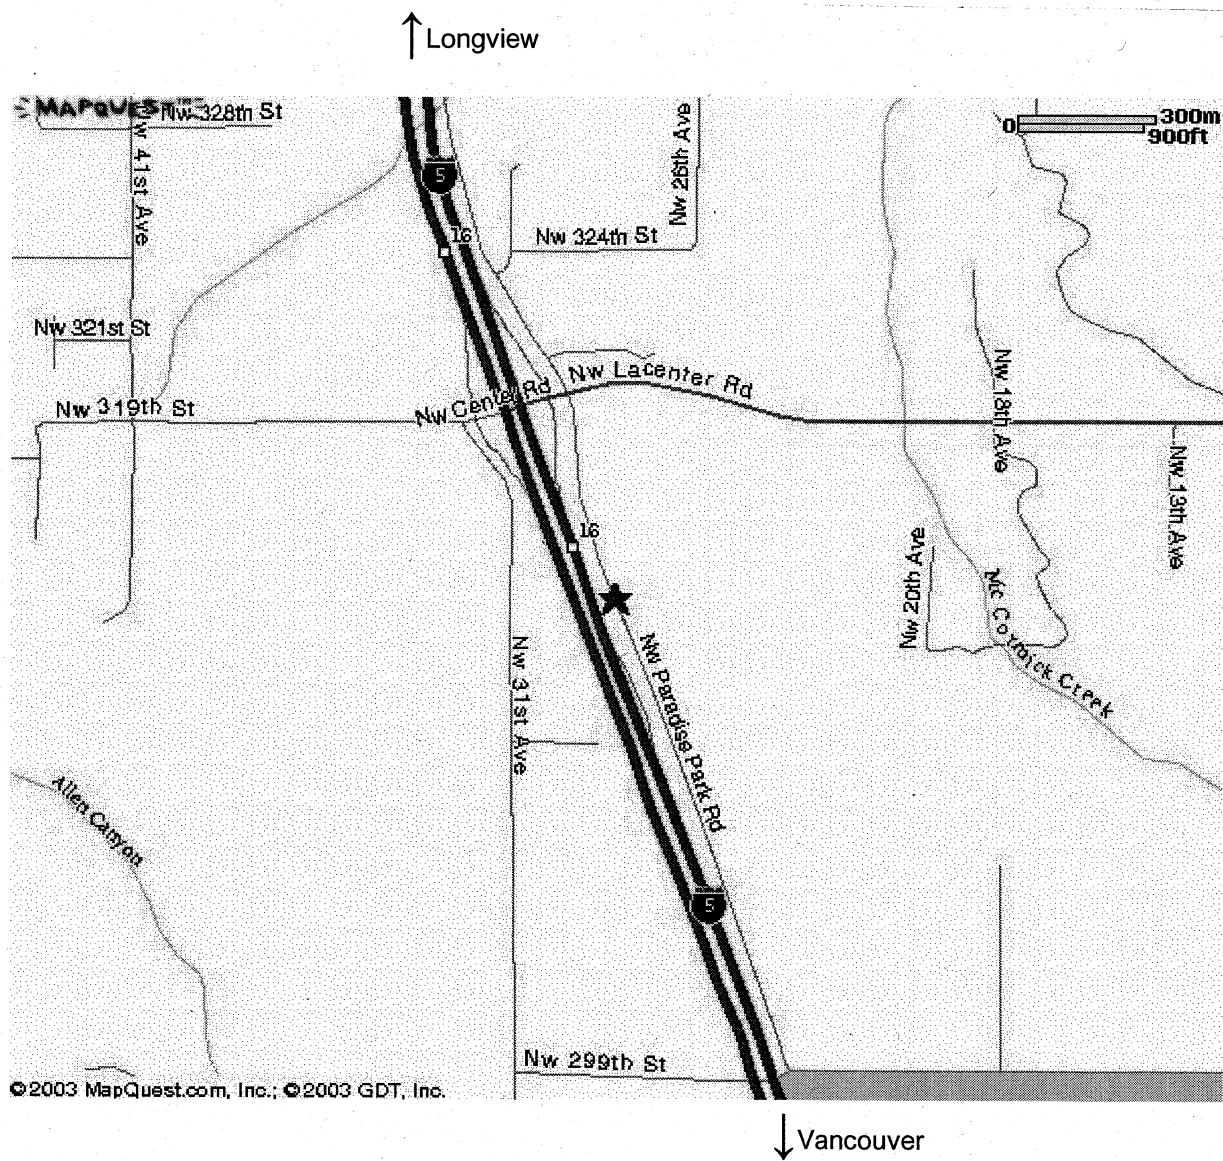 Longview
MAPQUEST
Nw 328th St
300m
0
900ft
Nw 41st Ave
Nw 26th Ave
5
16
Nw 324th St
Nw 321st St
Nw Lacenter Rd
Nw Center Rd
Nw 319th St
Nw 18th Ave
Nw 13th Ave
16
Nw 20th Ave
Mc Cormick Creek
Nw 31st Ave
Nw Paradise Park Rd
Allen Canyon
5
Nw 299th St
©2003 MapQuest.com, Inc.; ©2003 GDT, Inc.
Vancouver